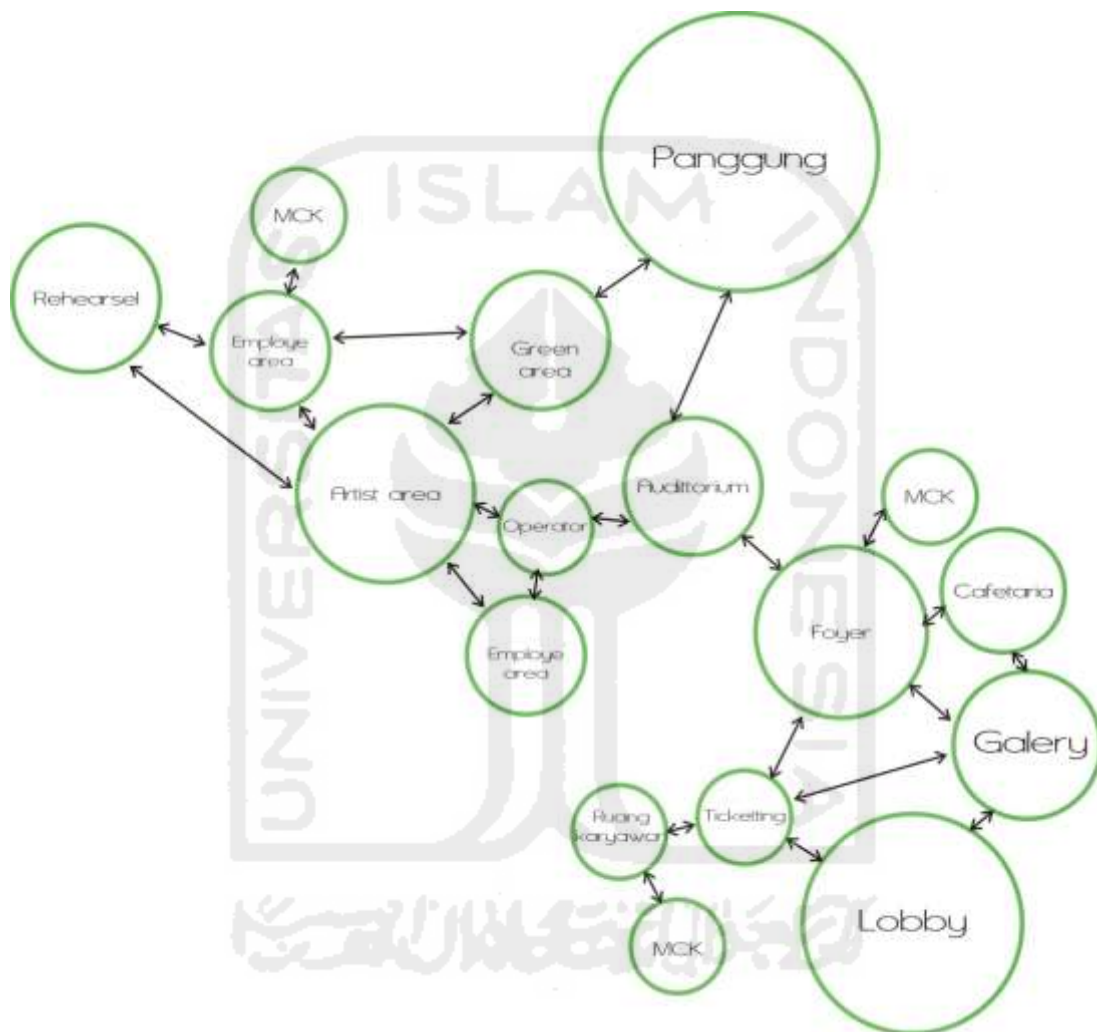 Panggung
MCK
Rehearsel
Employe
area
Green
area
Artist area
Audittorium
MCK
Operator
Cafetaria
Foyer
Employe
area
Galery
Ticketting
Ruang
karyawan
Lobby
MCK
UNIVERSITAS
ISLAM
INDONESIA